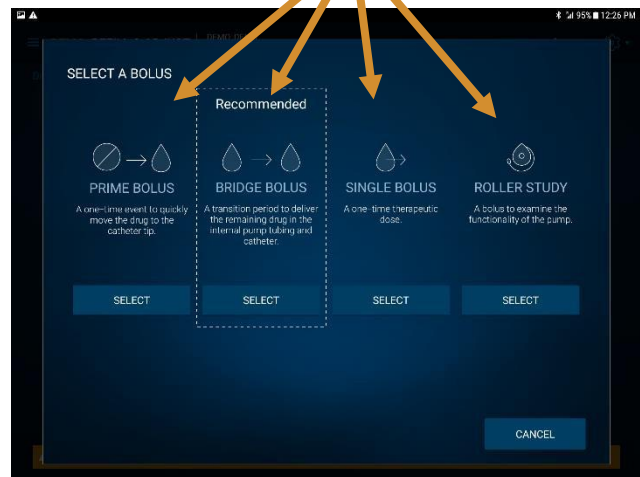 95% 12:26 PM
SELECT A BOLUS
Recommended
PRIME BOLUS
A one-time event to quickly
move the drug to the
catheter tip.
SELECT
BRIDGE BOLUS
A transition period to deliver
the remaining drug in the
internal pump tubing and
catheter.
SELECT
SINGLE BOLUS
A one-time therapeutic
dose.
SELECT
ROLLER STUDY
A bolus to examine the
functionality of the pump.
SELECT
CANCEL